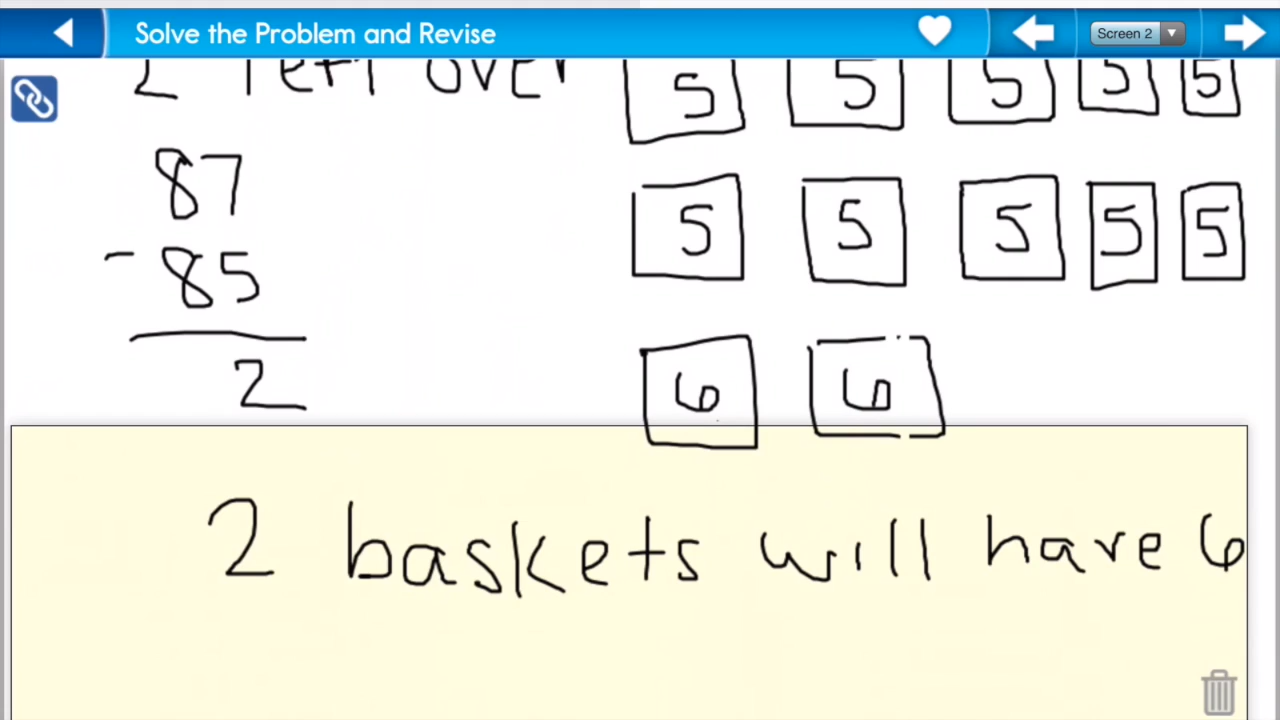 Solve the Problem and Revise
Screen 2
2 left over
5 5 5 5 5
87
5 5 5 5 5
- 85
2
6 6
2 baskets will have 6